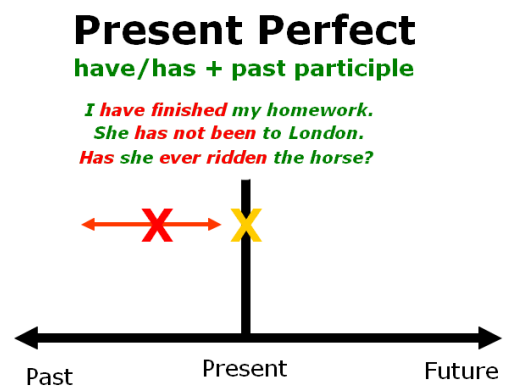 Present Perfect
have/has + past participle
I have finished my homework.
She has not been to London.
Has she ever ridden the horse?
X X
Past Present Future